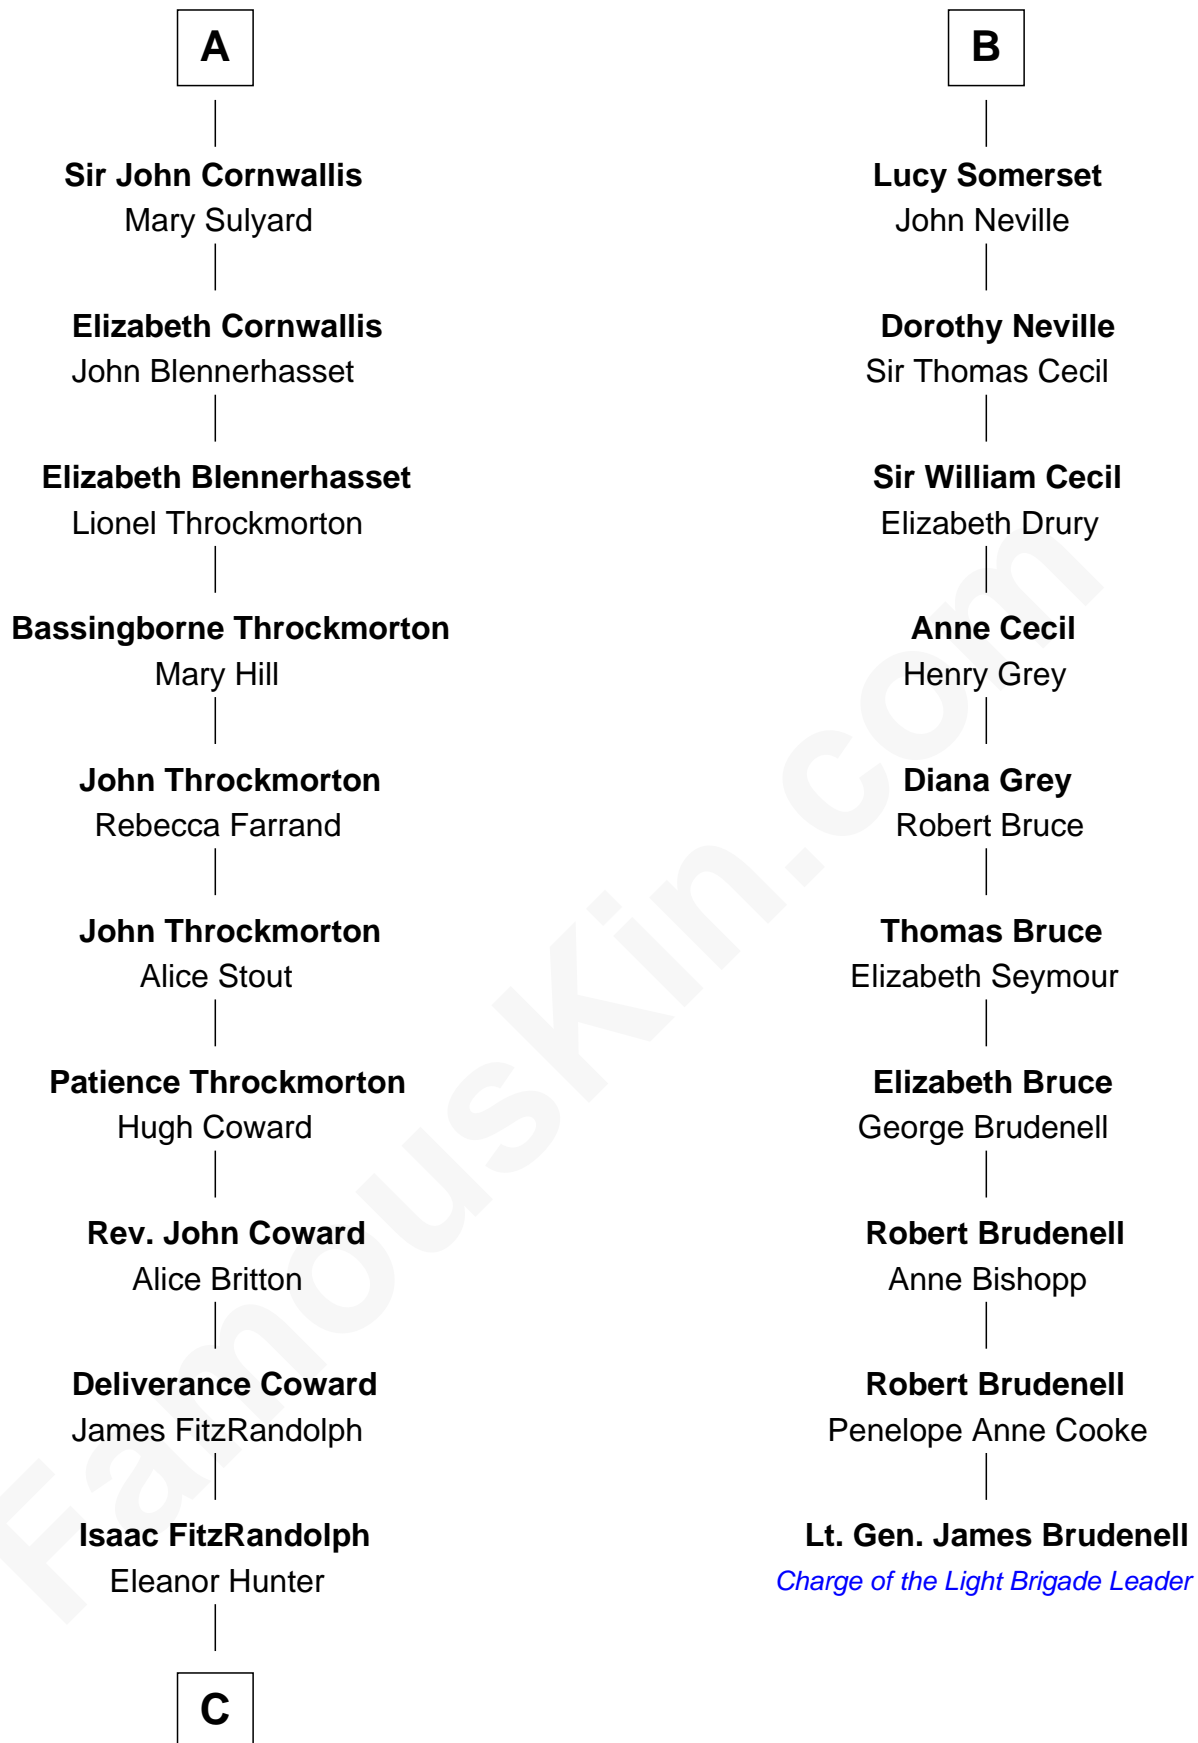 A
Sir John Cornwallis
Mary Sulyard
Elizabeth Cornwallis
John Blennerhasset
Elizabeth Blennerhasset
Lionel Throckmorton
Bassingborne Throckmorton
Mary Hill
John Throckmorton
Rebecca Farrand
John Throckmorton
Alice Stout
Patience Throckmorton
Hugh Coward
Rev. John Coward
Alice Britton
Deliverance Coward
James FitzRandolph
Isaac FitzRandolph
Eleanor Hunter
C
B
Lucy Somerset
John Neville
Dorothy Neville
Sir Thomas Cecil
Sir William Cecil
Elizabeth Drury
Anne Cecil
Henry Grey
Diana Grey
Robert Bruce
Thomas Bruce
Elizabeth Seymour
Elizabeth Bruce
George Brudenell
Robert Brudenell
Anne Bishopp
Robert Brudenell
Penelope Anne Cooke
Lt. Gen. James Brudenell
Charge of the Light Brigade Leader
FamousKin.com